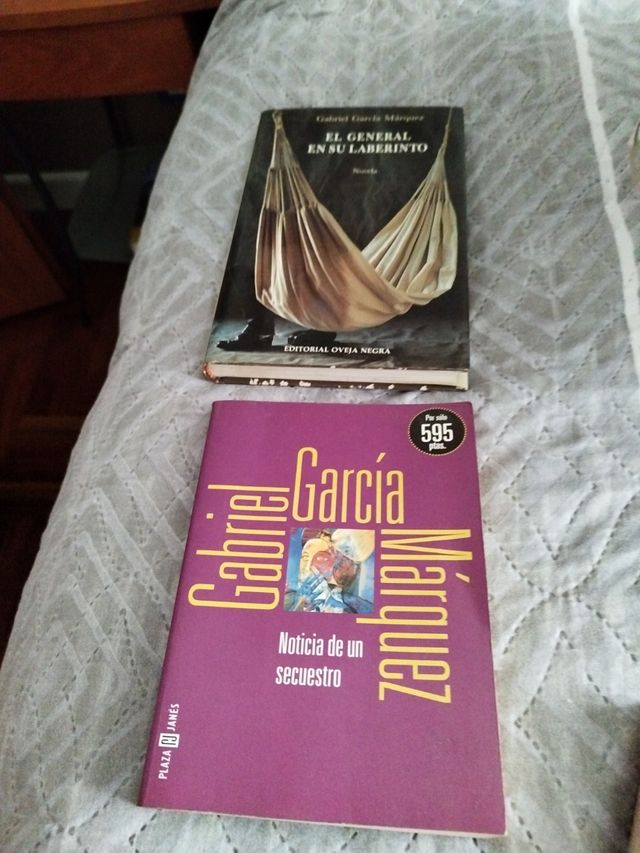 Gabriel García Márquez
EL GENERAL
EN SU LABERINTO
Novela
EDITORIAL OVEJA NEGRA
Por sólo
595
ptas.
Gabriel
García
Márquez
Noticia de un
secuestro
PLAZA JANÉS